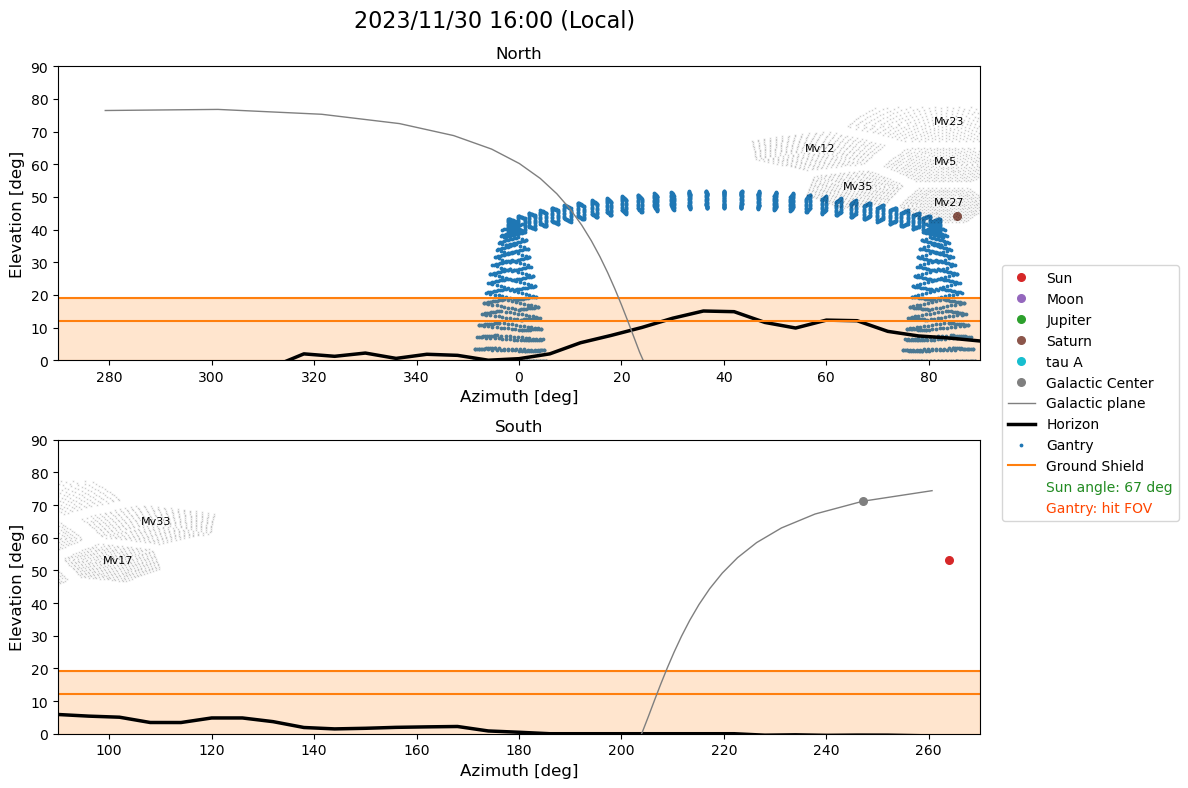 2023/11/30 16:00 (Local)
North
90
80
70
60
50
40
30
20
10
0
Elevation [deg]
Mv23
Mv12
Mv5
Mv35
Mv27
280 300 320 340 0 20 40 60 80
Azimuth [deg]
South
90
80
70
60
50
40
30
20
10
0
Elevation [deg]
Mv33
Mv17
100 120 140 160 180 200 220 240 260
Azimuth [deg]
Sun
Moon
Jupiter
Saturn
tau A
Galactic Center
Galactic plane
Horizon
Gantry
Ground Shield
Sun angle: 67 deg
Gantry: hit FOV